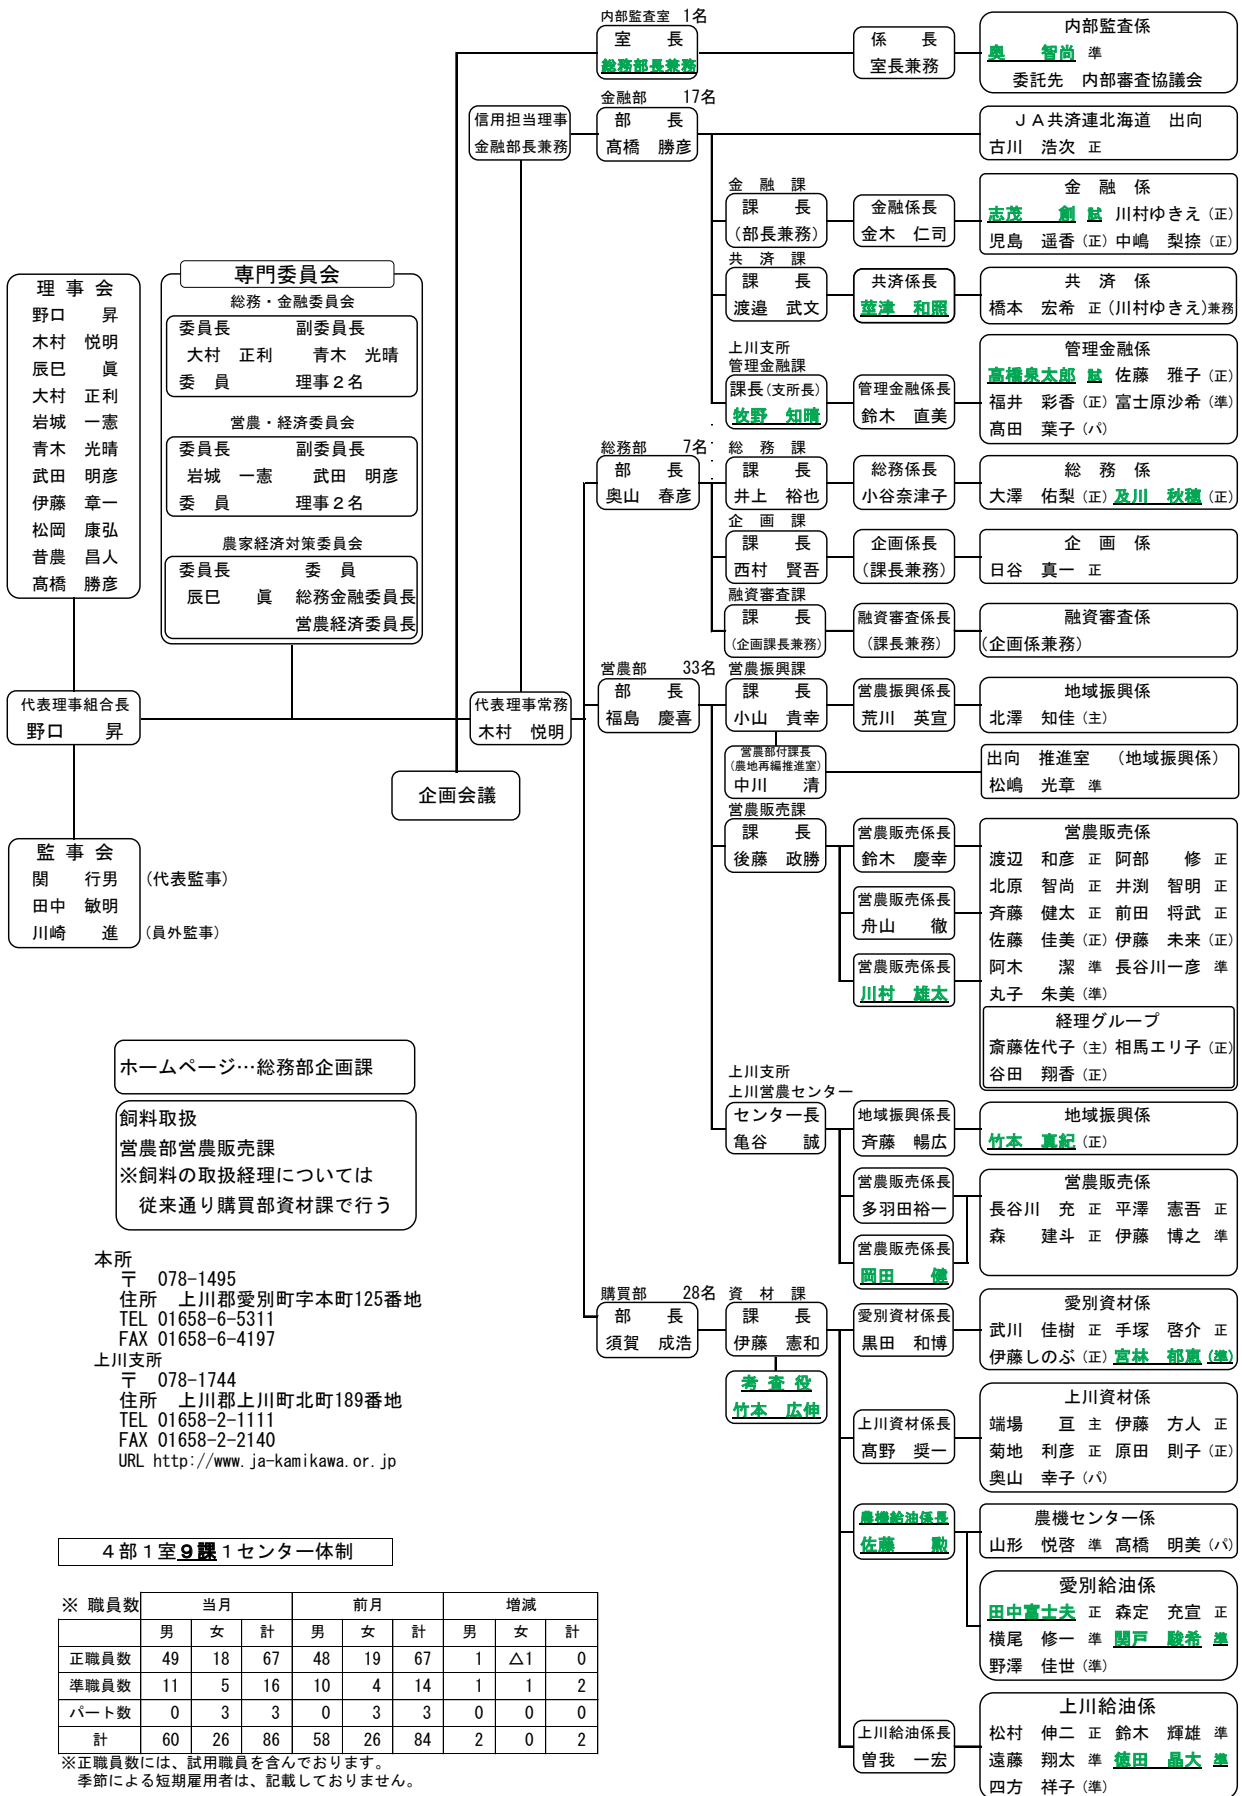 内部監査室 1名
室　長
総務部長兼務
係　長
室長兼務
内部監査係
奥　智尚 準
委託先　内部審査協議会
金融部　17名
信用担当理事
金融部長兼務
部　長
髙橋　勝彦
ＪＡ共済連北海道　出向
古川　浩次 正
金　融　課
課　長
(部長兼務)
金融係長
金木　仁司
金　融　係
志茂　創 試 川村ゆきえ (正)
児島　遥香 (正) 中嶋　梨捺 (正)
共　済　課
課　長
渡邉　武文
共済係長
莖津　和照
共　済　係
橋本　宏希 正 (川村ゆきえ)兼務
上川支所
管理金融課
課長(支所長)
牧野　知晴
管理金融係長
鈴木　直美
管理金融係
高橋泉太郎 試 佐藤　雅子 (正)
福井　彩香 (正) 富士原沙希 (準)
髙田　葉子 (パ)
理　事　会
野口　昇
木村　悦明
辰巳　眞
大村　正利
岩城　一憲
青木　光晴
武田　明彦
伊藤　章一
松岡　康弘
昔農　昌人
髙橋　勝彦
専門委員会
総務・金融委員会
委員長　副委員長
大村　正利　青木　光晴
委　員　理事２名
営農・経済委員会
委員長　副委員長
岩城　一憲　武田　明彦
委　員　理事２名
農家経済対策委員会
委員長　委　員
辰巳　眞　総務金融委員長
営農経済委員長
総務部　7名
部　長
奥山　春彦
総　務　課
課　長
井上　裕也
総務係長
小谷奈津子
総　務　係
大澤　佑梨 (正) 及川　秋穂 (正)
企　画　課
課　長
西村　賢吾
企画係長
(課長兼務)
企　画　係
日谷　真一 正
融資審査課
課　長
(企画課長兼務)
融資審査係長
(課長兼務)
融資審査係
(企画係兼務)
代表理事組合長
野口　昇
代表理事常務
木村　悦明
企画会議
営農部　33名
部　長
福島　慶喜
営農振興課
課　長
小山　貴幸
営農振興係長
荒川　英宣
地域振興係
北澤　知佳 (主)
営農部付課長
(農地再編推進室)
中川　清
出向　推進室　(地域振興係)
松嶋　光章 準
営農販売課
課　長
後藤　政勝
営農販売係長
鈴木　慶幸
営農販売係長
舟山　徹
営農販売係長
川村　雄太
営農販売係
渡辺　和彦 正 阿部　修 正
北原　智尚 正 井渕　智明 正
斉藤　健太 正 前田　将武 正
佐藤　佳美 (正) 伊藤　未来 (正)
阿木　潔 準 長谷川一彦 準
丸子　朱美 (準)
経理グループ
斎藤佐代子 (主) 相馬エリ子 (正)
谷田　翔香 (正)
監　事　会
関　行男 (代表監事)
田中　敏明
川崎　進 (員外監事)
ホームページ…総務部企画課
飼料取扱
営農部営農販売課
※飼料の取扱経理については
従来通り購買部資材課で行う
上川支所
上川営農センター
センター長
亀谷　誠
地域振興係長
斉藤　暢広
地域振興係
竹本　真紀 (正)
営農販売係長
多羽田裕一
営農販売係長
岡田　健
営農販売係
長谷川　充 正 平澤　憲吾 正
森　建斗 正 伊藤　博之 準
本所
〒　078-1495
住所　上川郡愛別町字本町125番地
TEL 01658-6-5311
FAX 01658-6-4197
上川支所
〒　078-1744
住所　上川郡上川町北町189番地
TEL 01658-2-1111
FAX 01658-2-2140
URL http://www.ja-kamikawa.or.jp
購買部　28名
部　長
須賀　成浩
資　材　課
課　長
伊藤　憲和
考 査 役
竹本　広伸
愛別資材係長
黒田　和博
愛別資材係
武川　佳樹 正 手塚　啓介 正
伊藤しのぶ (正) 宮林　郁恵 (準)
上川資材係長
髙野　奨一
上川資材係
端場　亘 主 伊藤　方人 正
菊地　利彦 正 原田　則子 (正)
奥山　幸子 (パ)
農機給油係長
佐藤　勲
農機センター係
山形　悦啓 準 髙橋　明美 (パ)
愛別給油係
田中富士夫 正 森定　充宣 正
横尾　修一 準 関戸　駿希 準
野澤　佳世 (準)
上川給油係長
曽我　一宏
上川給油係
松村　伸二 正 鈴木　輝雄 準
遠藤　翔太 準 徳田　晶大 準
四方　祥子 (準)
４部１室９課１センター体制
※ 職員数　当月　前月　増減
男　女　計　男　女　計　男　女　計
正職員数　49　18　67　48　19　67　1　△1　0
準職員数　11　5　16　10　4　14　1　1　2
パート数　0　3　3　0　3　3　0　0　0
計　60　26　86　58　26　84　2　0　2
※正職員数には、試用職員を含んでおります。
季節による短期雇用者は、記載しておりません。